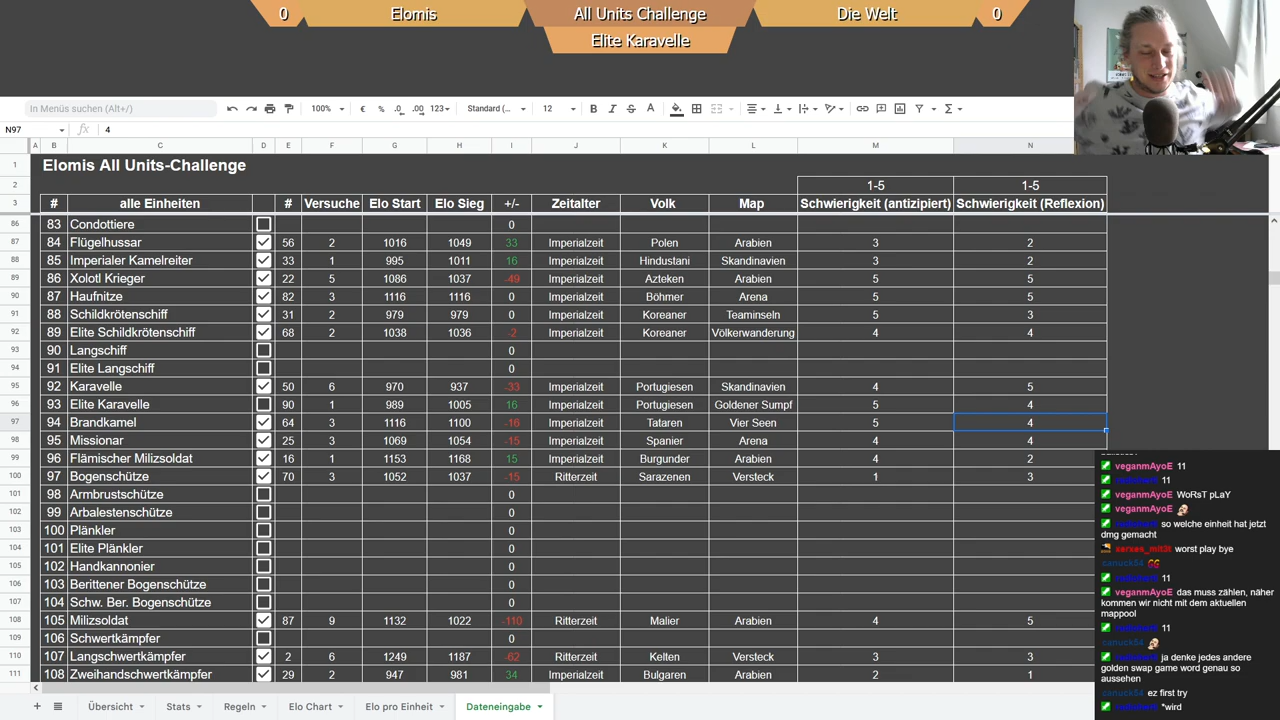 0 Elomis All Units Challenge Die Welt 0
Elite Karavelle
In Menüs suchen (Alt+/) 100% € % .0 .00 123 Standard (... 12 B I S A
N97 fx 4
A B C D E F G H I J K L M N
1 Elomis All Units-Challenge
2 1-5 1-5
3 # alle Einheiten # Versuche Elo Start Elo Sieg +/- Zeitalter Volk Map Schwierigkeit (antizipiert) Schwierigkeit (Reflexion)
86 83 Condottiere 0
87 84 Flügelhussar 56 2 1016 1049 33 Imperialzeit Polen Arabien 3 2
88 85 Imperialer Kamelreiter 33 1 995 1011 16 Imperialzeit Hindustani Skandinavien 3 2
89 86 Xolotl Krieger 22 5 1086 1037 -49 Imperialzeit Azteken Arabien 5 5
90 87 Haufnitze 82 3 1116 1116 0 Imperialzeit Böhmer Arena 5 5
91 88 Schildkrötenschiff 31 2 979 979 0 Imperialzeit Koreaner Teaminseln 5 3
92 89 Elite Schildkrötenschiff 68 2 1038 1036 -2 Imperialzeit Koreaner Völkerwanderung 4 4
93 90 Langschiff 0
94 91 Elite Langschiff 0
95 92 Karavelle 50 6 970 937 -33 Imperialzeit Portugiesen Skandinavien 4 5
96 93 Elite Karavelle 90 1 989 1005 16 Imperialzeit Portugiesen Goldener Sumpf 5 4
97 94 Brandkamel 64 3 1116 1100 -16 Imperialzeit Tataren Vier Seen 5 4
98 95 Missionar 25 3 1069 1054 -15 Imperialzeit Spanier Arena 4 4
99 96 Flämischer Milizsoldat 16 1 1153 1168 15 Imperialzeit Burgunder Arabien 4 2
100 97 Bogenschütze 70 3 1052 1037 -15 Ritterzeit Sarazenen Versteck 1 3
101 98 Armbrustschütze 0
102 99 Arbalestenschütze 0
103 100 Plänkler 0
104 101 Elite Plänkler 0
105 102 Handkannonier 0
106 103 Berittener Bogenschütze 0
107 104 Schw. Ber. Bogenschütze 0
108 105 Milizsoldat 87 9 1132 1022 -110 Ritterzeit Malier Arabien 4 5
109 106 Schwertkämpfer 0
110 107 Langschwertkämpfer 2 6 1249 1187 -62 Ritterzeit Kelten Versteck 3 3
111 108 Zweihandschwertkämpfer 29 2 947 981 34 Imperialzeit Bulgaren Arabien 2 1
Übersicht Stats Regeln Elo Chart Elo pro Einheit Dateneingabe
veganmAyoE 11
11
veganmAyoE WoRsT pLaY
veganmAyoE
so welche einheit hat jetzt
dmg gemacht
xerxes_mit3t worst play bye
canuck54
11
veganmAyoE das muss zählen, näher
kommen wir nicht mit dem aktuellen
mappool
11
canuck54
ja denke jedes andere
golden swap game word genau so
aussehen
canuck54 ez first try
*wird